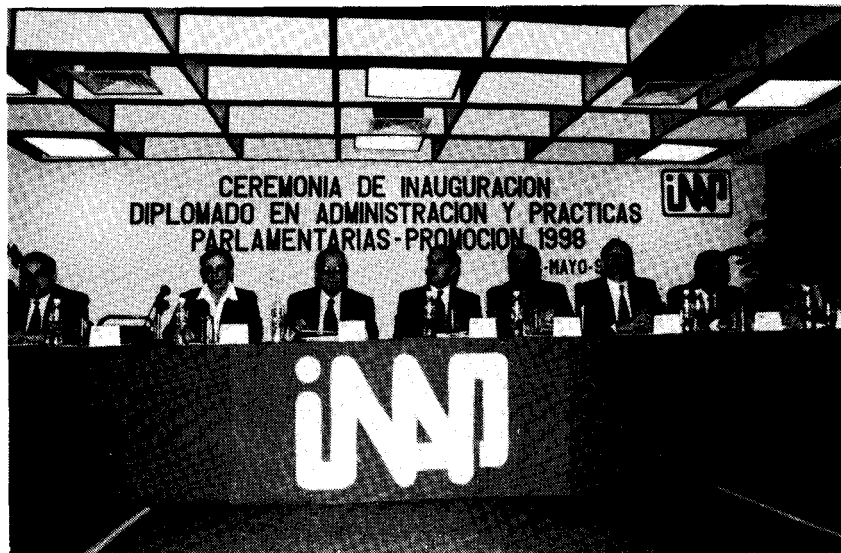 CEREMONIA DE INAUGURACION
DIPLOMADO EN ADMINISTRACION Y PRACTICAS
PARLAMENTARIAS-PROMOCION 1998
-MAYO-
iNAP
iNAP